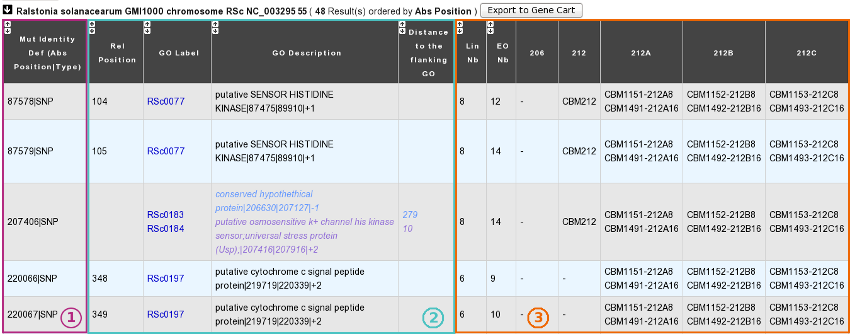 Ralstonia solanacearum GMI1000 chromosome RSc NC_003295 55 ( 48 Result(s) ordered by Abs Position ) Export to Gene Cart
Mut Identity Def (Abs Position|Type) Rel Position GO Label GO Description Distance to the flanking GO Lin Nb EO Nb 206 212 212A 212B 212C
87578|SNP 104 RSc0077 putative SENSOR HISTIDINE KINASE|87475|89910|+1 8 12 - CBM212 CBM1151-212A8 CBM1491-212A16 CBM1152-212B8 CBM1492-212B16 CBM1153-212C8 CBM1493-212C16
87579|SNP 105 RSc0077 putative SENSOR HISTIDINE KINASE|87475|89910|+1 8 14 - CBM212 CBM1151-212A8 CBM1491-212A16 CBM1152-212B8 CBM1492-212B16 CBM1153-212C8 CBM1493-212C16
207406|SNP RSc0183 RSc0184 conserved hypothethical protein|206630|207127|-1 putative osmosensitive k+ channel his kinase sensor,universal stress protein (Usp),|207416|207916|+2 279 10 8 14 - CBM212 CBM1151-212A8 CBM1491-212A16 CBM1152-212B8 CBM1492-212B16 CBM1153-212C8 CBM1493-212C16
220066|SNP 348 RSc0197 putative cytochrome c signal peptide protein|219719|220339|+2 6 9 - - CBM1151-212A8 CBM1491-212A16 CBM1152-212B8 CBM1492-212B16 CBM1153-212C8 CBM1493-212C16
220067|SNP 349 RSc0197 putative cytochrome c signal peptide protein|219719|220339|+2 6 10 - - CBM1151-212A8 CBM1491-212A16 CBM1152-212B8 CBM1492-212B16 CBM1153-212C8 CBM1493-212C16
1 2 3